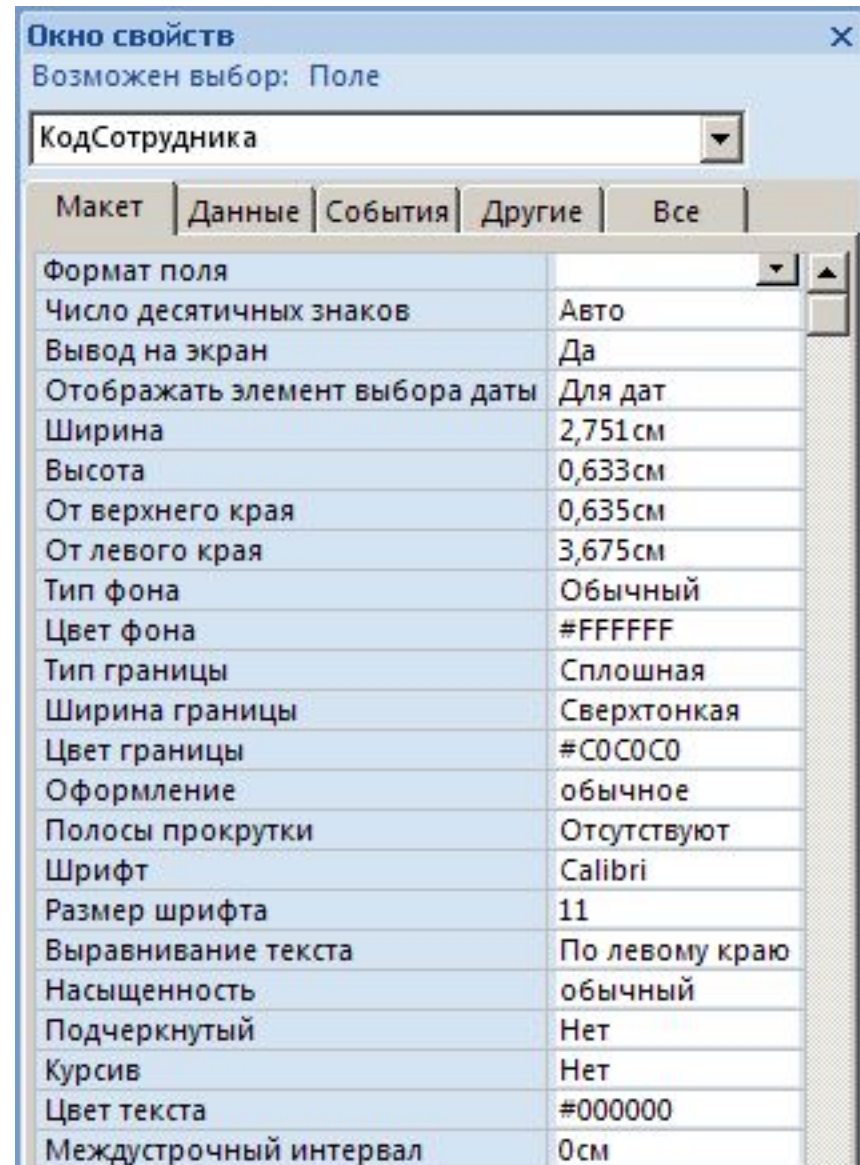 Окно свойств
Возможен выбор: Поле
КодСотрудника
Макет Данные События Другие Все
Формат поля
Число десятичных знаков Авто
Вывод на экран Да
Отображать элемент выбора даты Для дат
Ширина 2,751см
Высота 0,633см
От верхнего края 0,635см
От левого края 3,675см
Тип фона Обычный
Цвет фона #FFFFFF
Тип границы Сплошная
Ширина границы Сверхтонкая
Цвет границы #C0C0C0
Оформление обычное
Полосы прокрутки Отсутствуют
Шрифт Calibri
Размер шрифта 11
Выравнивание текста По левому краю
Насыщенность обычный
Подчеркнутый Нет
Курсив Нет
Цвет текста #000000
Междустрочный интервал 0см